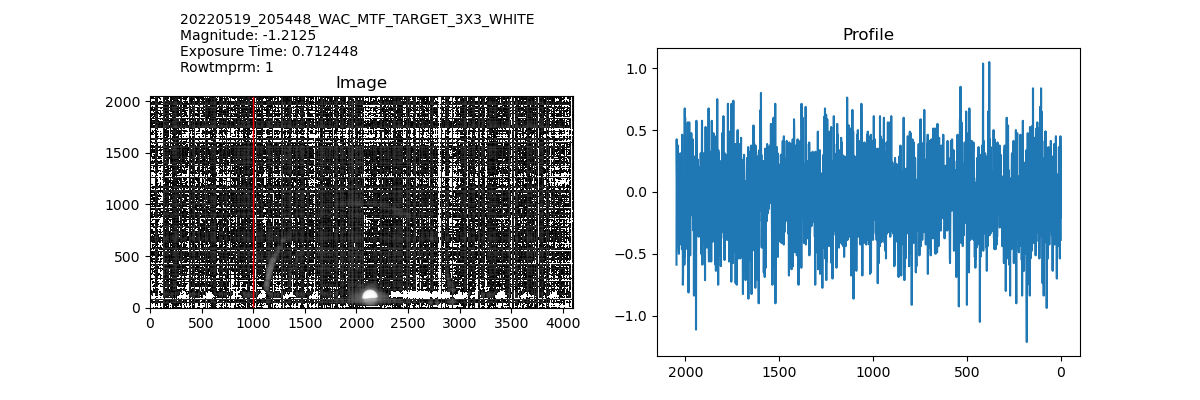 20220519_205448_WAC_MTF_TARGET_3X3_WHITE
Magnitude: -1.2125
Exposure Time: 0.712448
Rowtmprm: 1
Image
2000
1500
1000
500
0
0 500 1000 1500 2000 2500 3000 3500 4000
Profile
1.0
0.5
0.0
−0.5
−1.0
2000 1500 1000 500 0